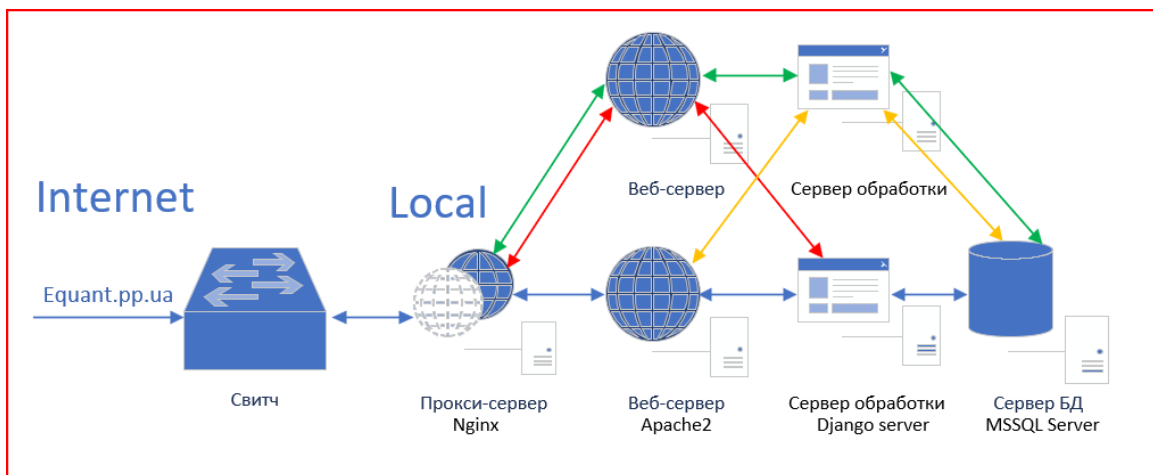 Веб-сервер
Сервер обработки
Internet
Local
Equant.pp.ua
Свитч
Прокси-сервер
Nginx
Веб-сервер
Apache2
Сервер обработки
Django server
Сервер БД
MSSQL Server